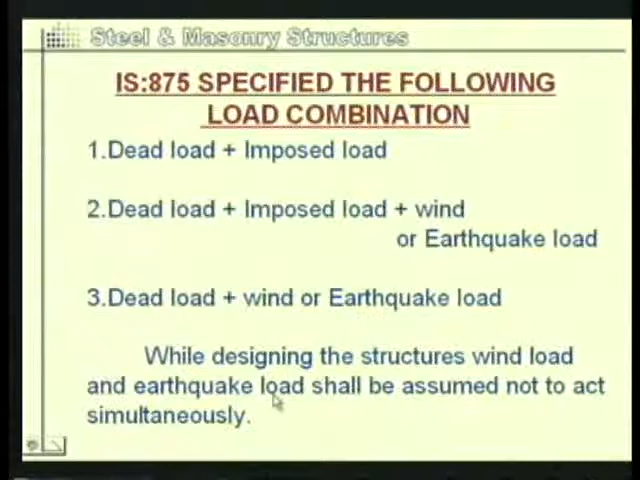 Steel & Masonry Structures
IS:875 SPECIFIED THE FOLLOWING
LOAD COMBINATION
1.Dead load + Imposed load
2.Dead load + Imposed load + wind
or Earthquake load
3.Dead load + wind or Earthquake load
While designing the structures wind load
and earthquake load shall be assumed not to act
simultaneously.